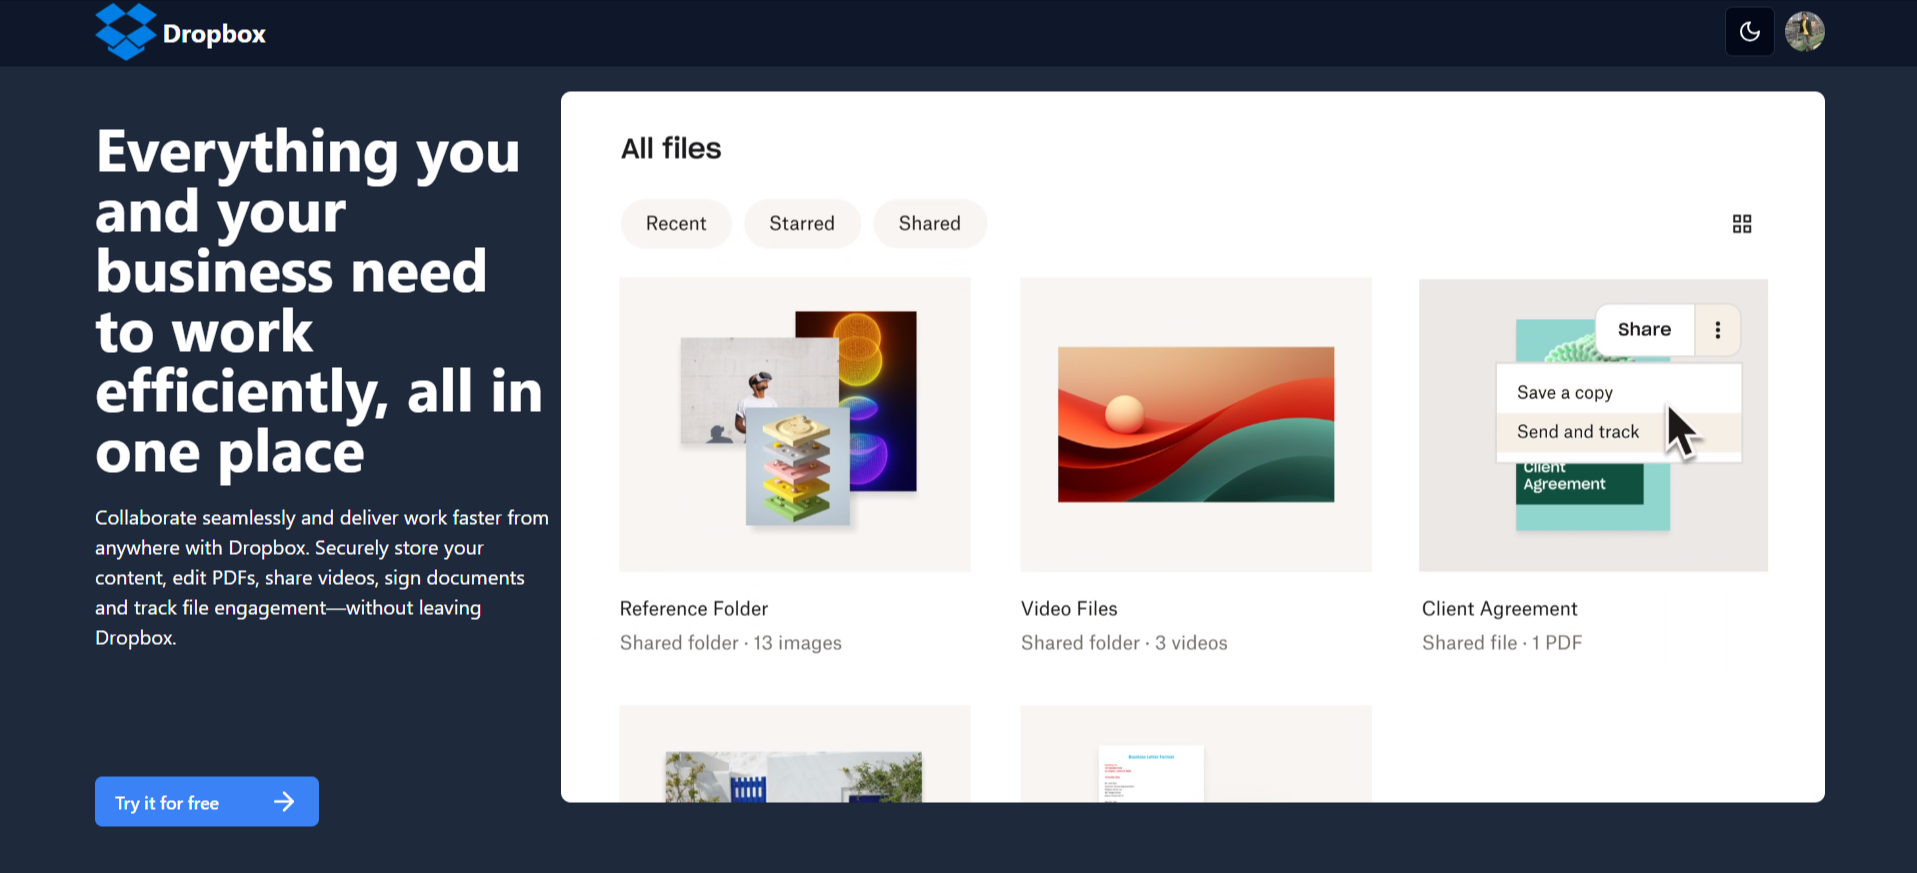 Dropbox
Everything you
and your
business need
to work
efficiently, all in
one place
Collaborate seamlessly and deliver work faster from
anywhere with Dropbox. Securely store your
content, edit PDFs, share videos, sign documents
and track file engagement—without leaving
Dropbox.
Try it for free
All files
Recent
Starred
Shared
Share
Save a copy
Send and track
Client
Agreement
Reference Folder
Shared folder · 13 images
Video Files
Shared folder · 3 videos
Client Agreement
Shared file · 1 PDF
Business Letter Format